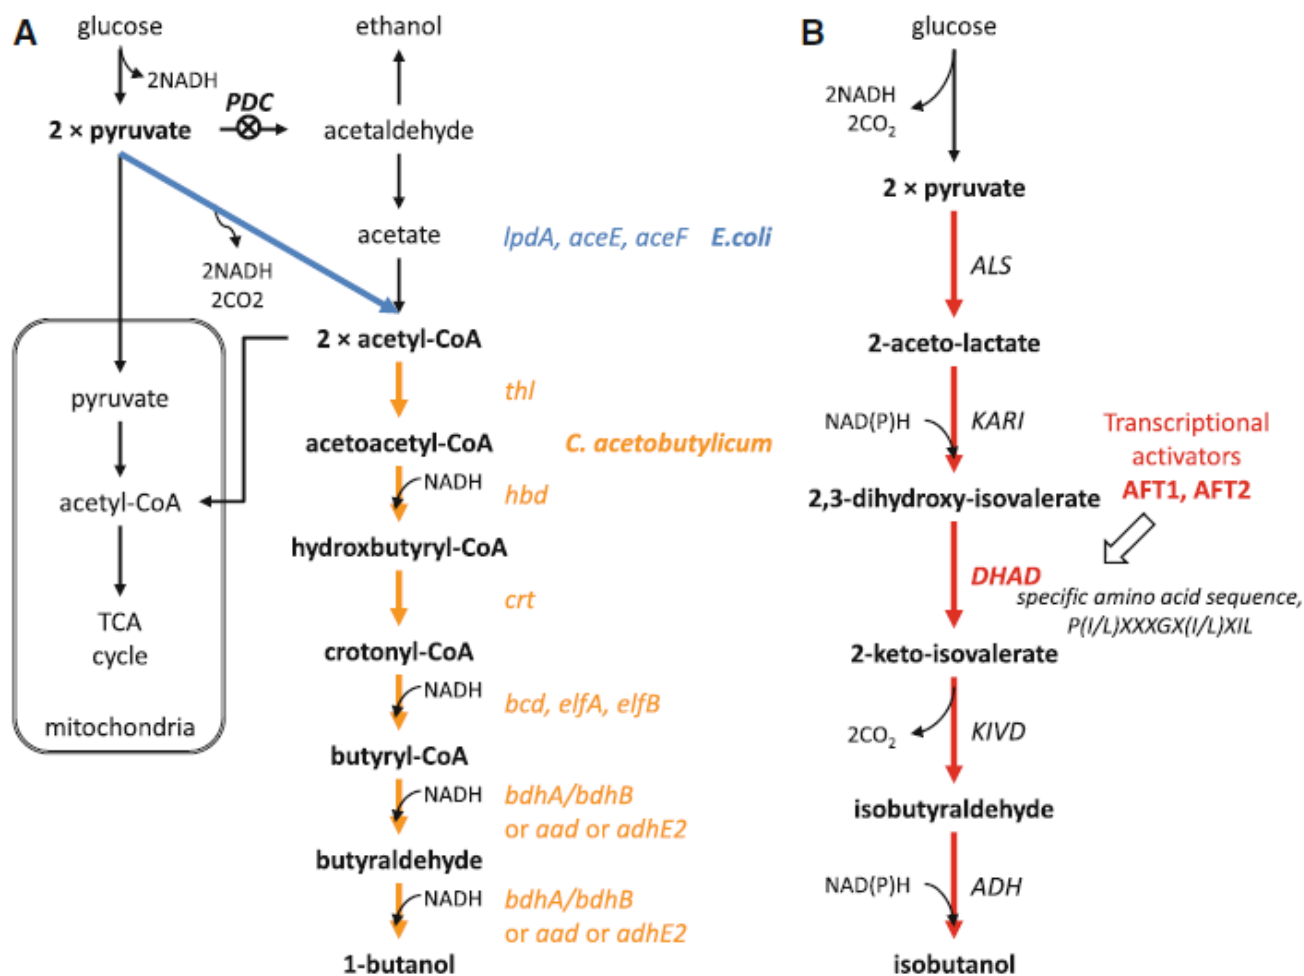 A
glucose
2NADH
2 × pyruvate
PDC
ethanol
acetaldehyde
acetate
lpdA, aceE, aceF E.coli
2NADH
2CO2
2 × acetyl-CoA
pyruvate
acetyl-CoA
TCA
cycle
mitochondria
thl
acetoacetyl-CoA
C. acetobutylicum
NADH
hbd
hydroxbutyryl-CoA
crt
crotonyl-CoA
NADH
bcd, elfA, elfB
butyryl-CoA
NADH
bdhA/bdhB
or aad or adhE2
butyraldehyde
NADH
bdhA/bdhB
or aad or adhE2
1-butanol
B
glucose
2NADH
2CO₂
2 × pyruvate
ALS
2-aceto-lactate
NAD(P)H
KARI
Transcriptional
activators
AFT1, AFT2
2,3-dihydroxy-isovalerate
DHAD
specific amino acid sequence,
P(I/L)XXXGX(I/L)XIL
2-keto-isovalerate
2CO₂
KIVD
isobutyraldehyde
NAD(P)H
ADH
isobutanol